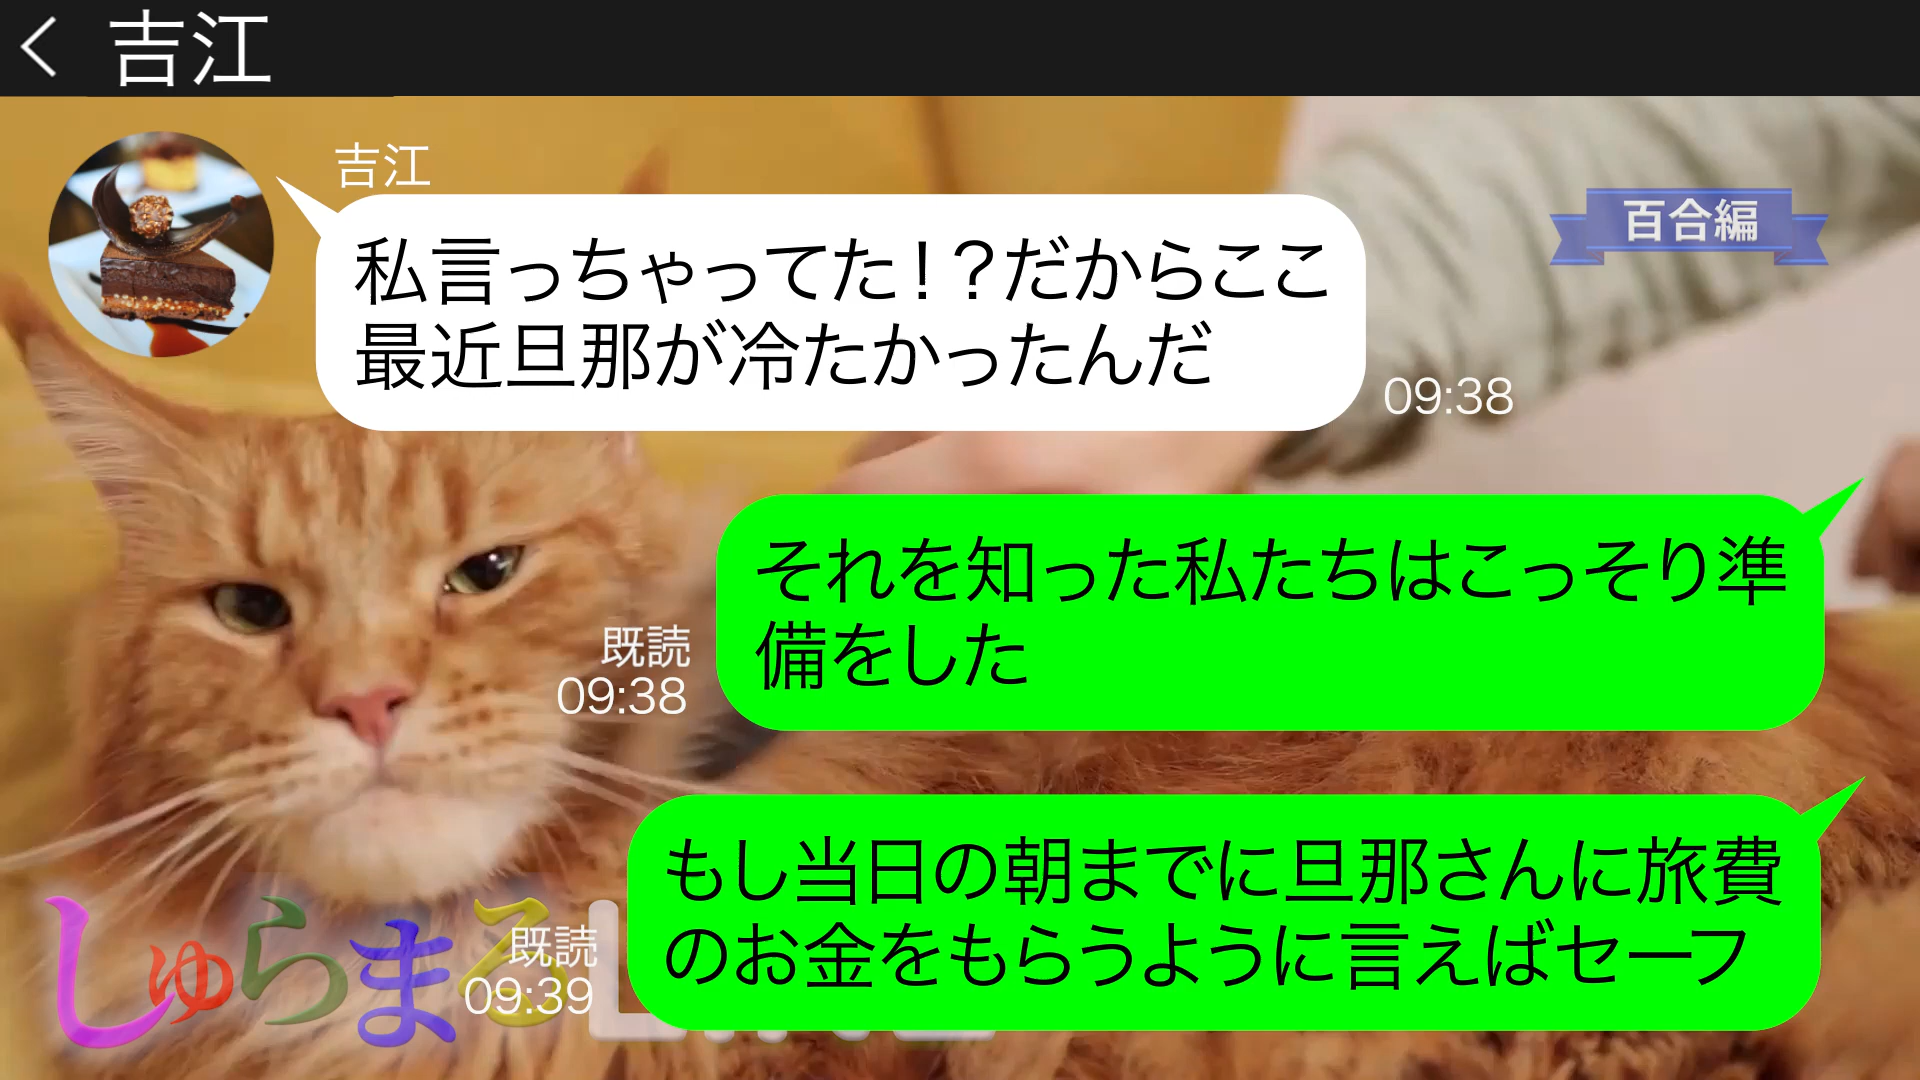 吉江
吉江
百合編
私言っちゃってた！？だからここ
最近旦那が冷たかったんだ
09:38
それを知った私たちはこっそり準
備をした
既読
09:38
もし当日の朝までに旦那さんに旅費
のお金をもらうように言えばセーフ
既読
09:39
しゅらまる